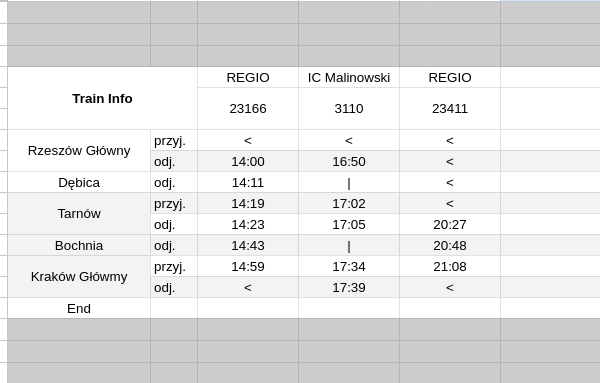 Train Info REGIO IC Malinowski REGIO
23166 3110 23411
Rzeszów Główny przyj. < < <
odj. 14:00 16:50 <
Dębica odj. 14:11 | <
Tarnów przyj. 14:19 17:02 <
odj. 14:23 17:05 20:27
Bochnia odj. 14:43 | 20:48
Kraków Główmy przyj. 14:59 17:34 21:08
odj. < 17:39 <
End